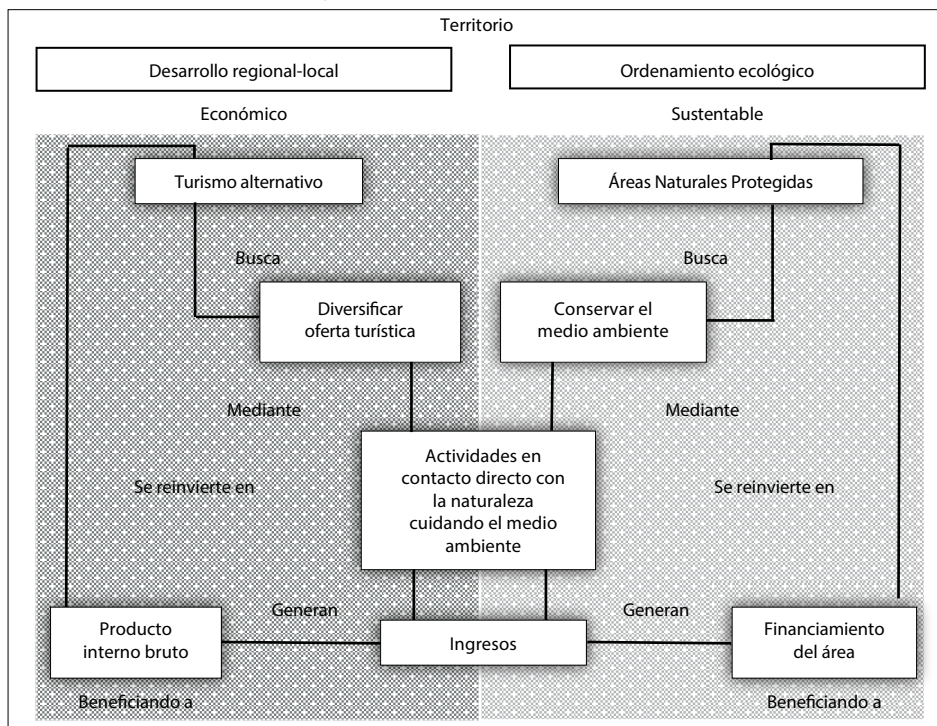 Territorio
Desarrollo regional-local
Ordenamiento ecológico
Económico
Sustentable
Turismo alternativo
Áreas Naturales Protegidas
Busca
Busca
Diversificar
oferta turística
Conservar el
medio ambiente
Mediante
Mediante
Actividades en
contacto directo con
la naturaleza
cuidando el medio
ambiente
Se reinvierte en
Se reinvierte en
Generan
Generan
Producto
interno bruto
Ingresos
Financiamiento
del área
Beneficiando a
Beneficiando a